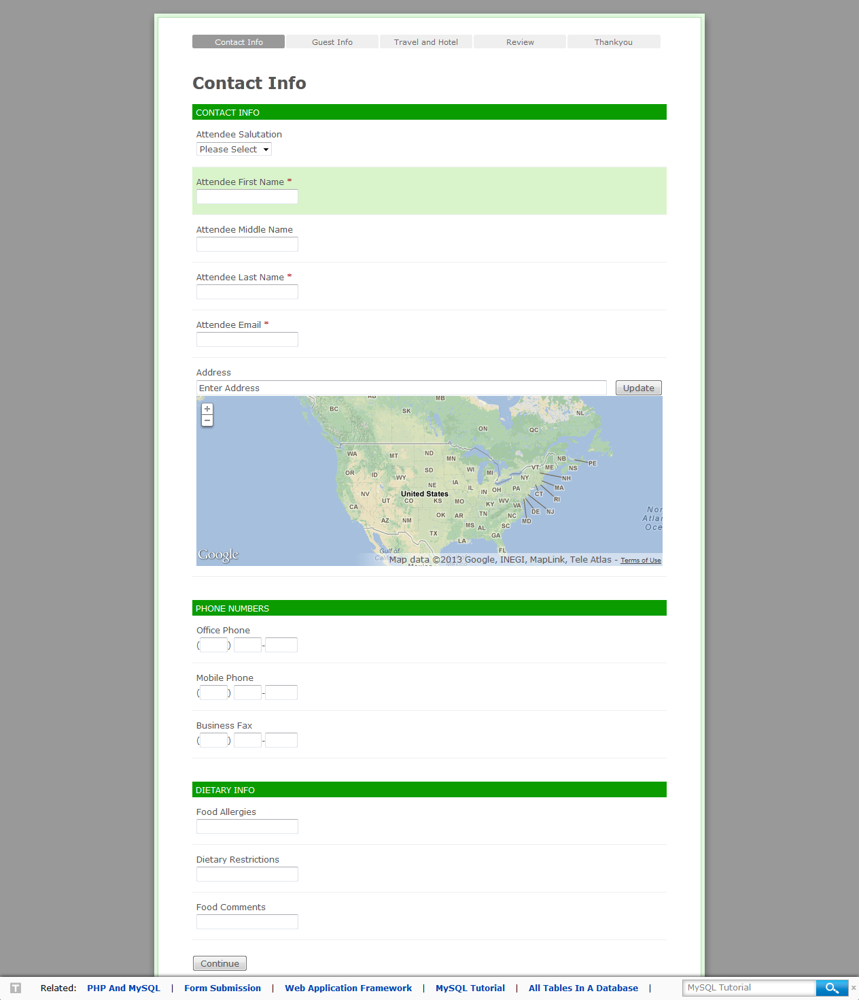 Contact Info Guest Info Travel and Hotel Review Thankyou
Contact Info
CONTACT INFO
Attendee Salutation
Please Select
Attendee First Name *
Attendee Middle Name
Attendee Last Name *
Attendee Email *
Address
Enter Address Update
AB MB
BC SK NL
ON QC
WA MT ND MN NB PE
OR ID SD WI MI VT ME NS
WY NE IA NY NH
NV United States IL IN OH PA CT MA
UT CO KS MO KY WV VA RI
CA OK AR TN NC DE NJ
AZ NM MS AL SC MD
TX LA GA
FL
Gulf of
Google Map data ©2013 Google, INEGI, MapLink, Tele Atlas - Terms of Use
PHONE NUMBERS
Office Phone
( ) -
Mobile Phone
( ) -
Business Fax
( ) -
DIETARY INFO
Food Allergies
Dietary Restrictions
Food Comments
Continue
T Related: PHP And MySQL | Form Submission | Web Application Framework | MySQL Tutorial | All Tables In A Database | MySQL Tutorial x